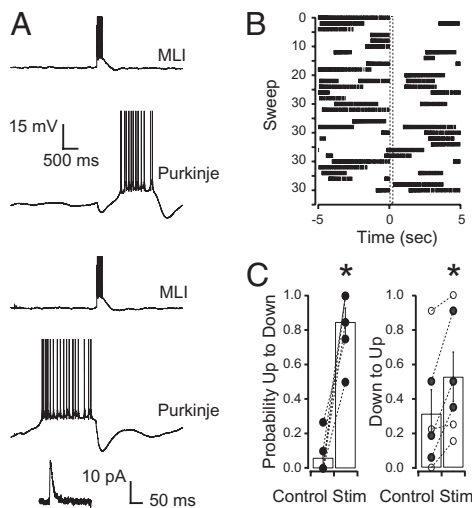 A
MLI
15 mV
500 ms
Purkinje
MLI
Purkinje
10 pA
50 ms
B
Sweep
0
10
20
30
30
30
-5
0
5
Time (sec)
C
*
*
Probability Up to Down
1.0
0.8
0.6
0.4
0.2
0.0
Control Stim
Down to Up
1.0
0.8
0.6
0.4
0.2
0.0
Control Stim